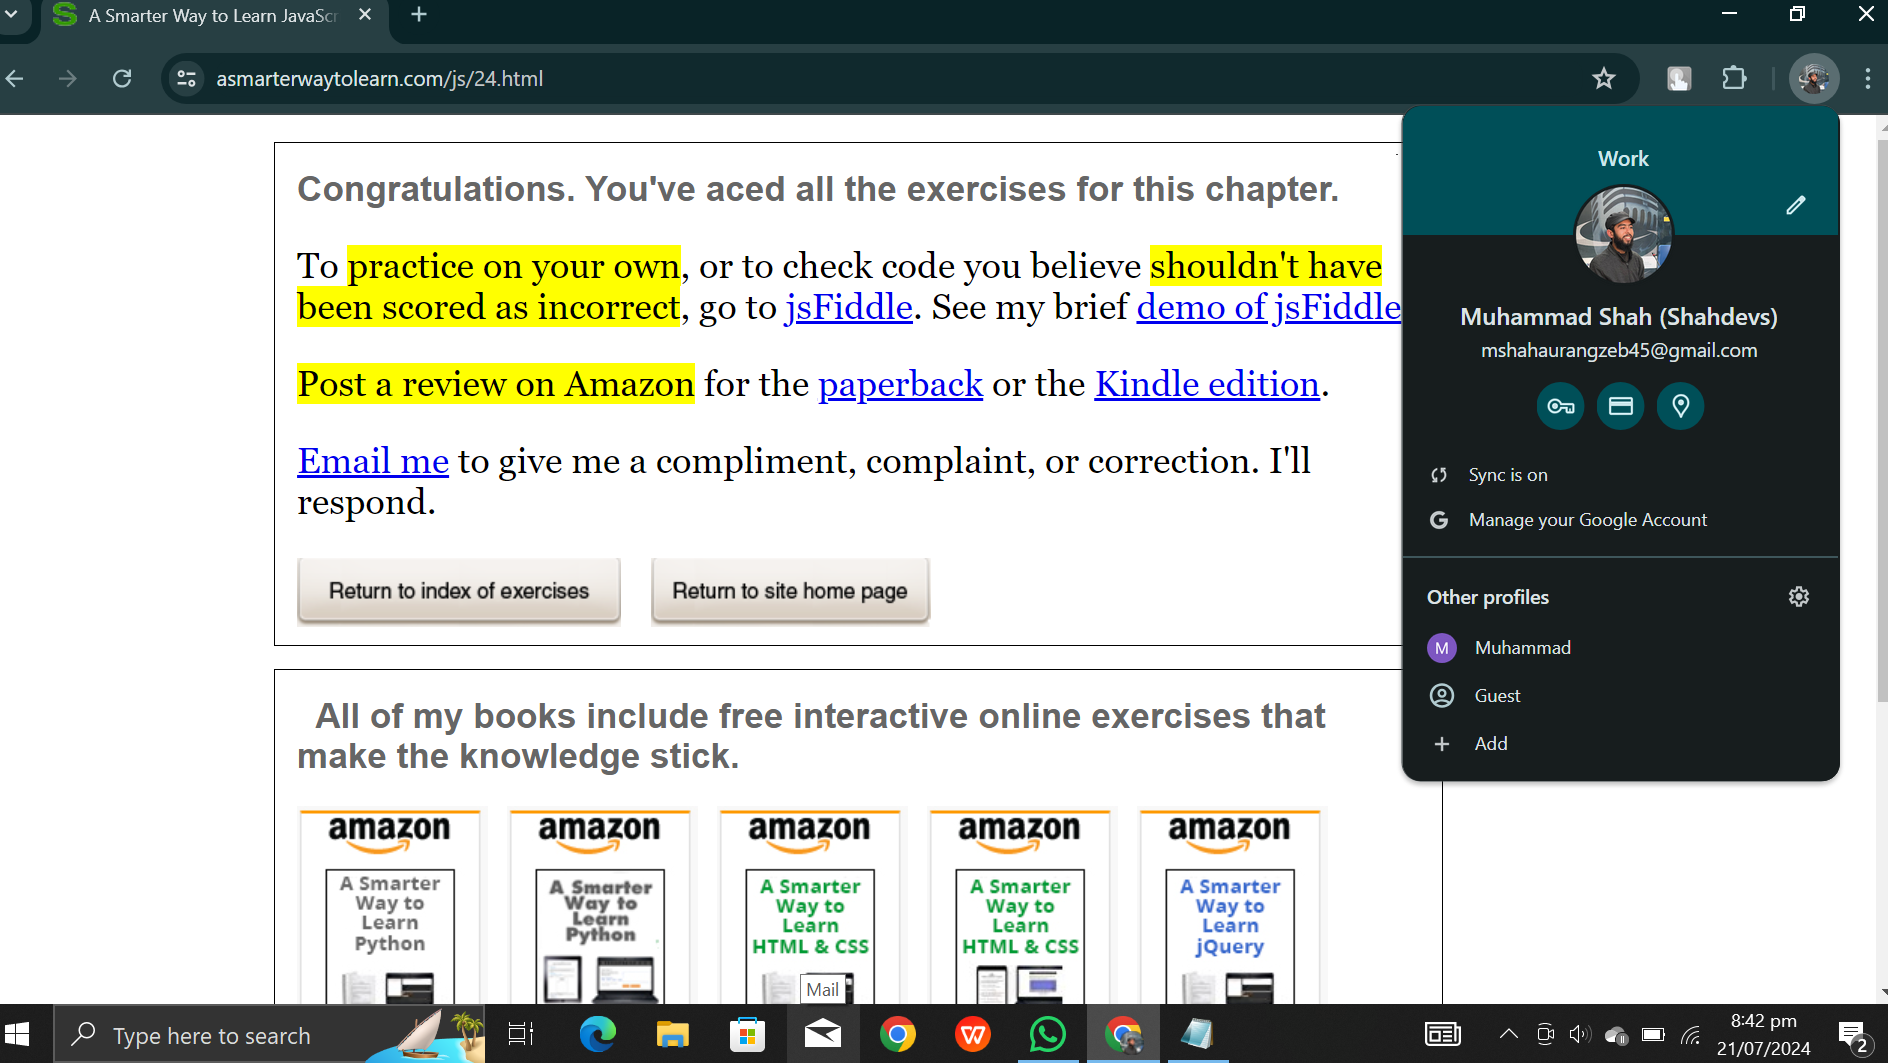 A Smarter Way to Learn JavaScr
asmarterwaytolearn.com/js/24.html
Congratulations. You've aced all the exercises for this chapter.
To practice on your own, or to check code you believe shouldn't have
been scored as incorrect, go to jsFiddle. See my brief demo of jsFiddle
Post a review on Amazon for the paperback or the Kindle edition.
Email me to give me a compliment, complaint, or correction. I'll
respond.
Return to index of exercises
Return to site home page
All of my books include free interactive online exercises that
make the knowledge stick.
amazon
A Smarter
Way to
Learn
Python
amazon
A Smarter
Way to
Learn
Python
amazon
A Smarter
Way to
Learn
HTML & CSS
amazon
A Smarter
Way to
Learn
HTML & CSS
amazon
A Smarter
Way to
Learn
jQuery
Work
Muhammad Shah (Shahdevs)
mshahaurangzeb45@gmail.com
Sync is on
Manage your Google Account
Other profiles
M
Muhammad
Guest
Add
Mail
Type here to search
W
8:42 pm
21/07/2024
2